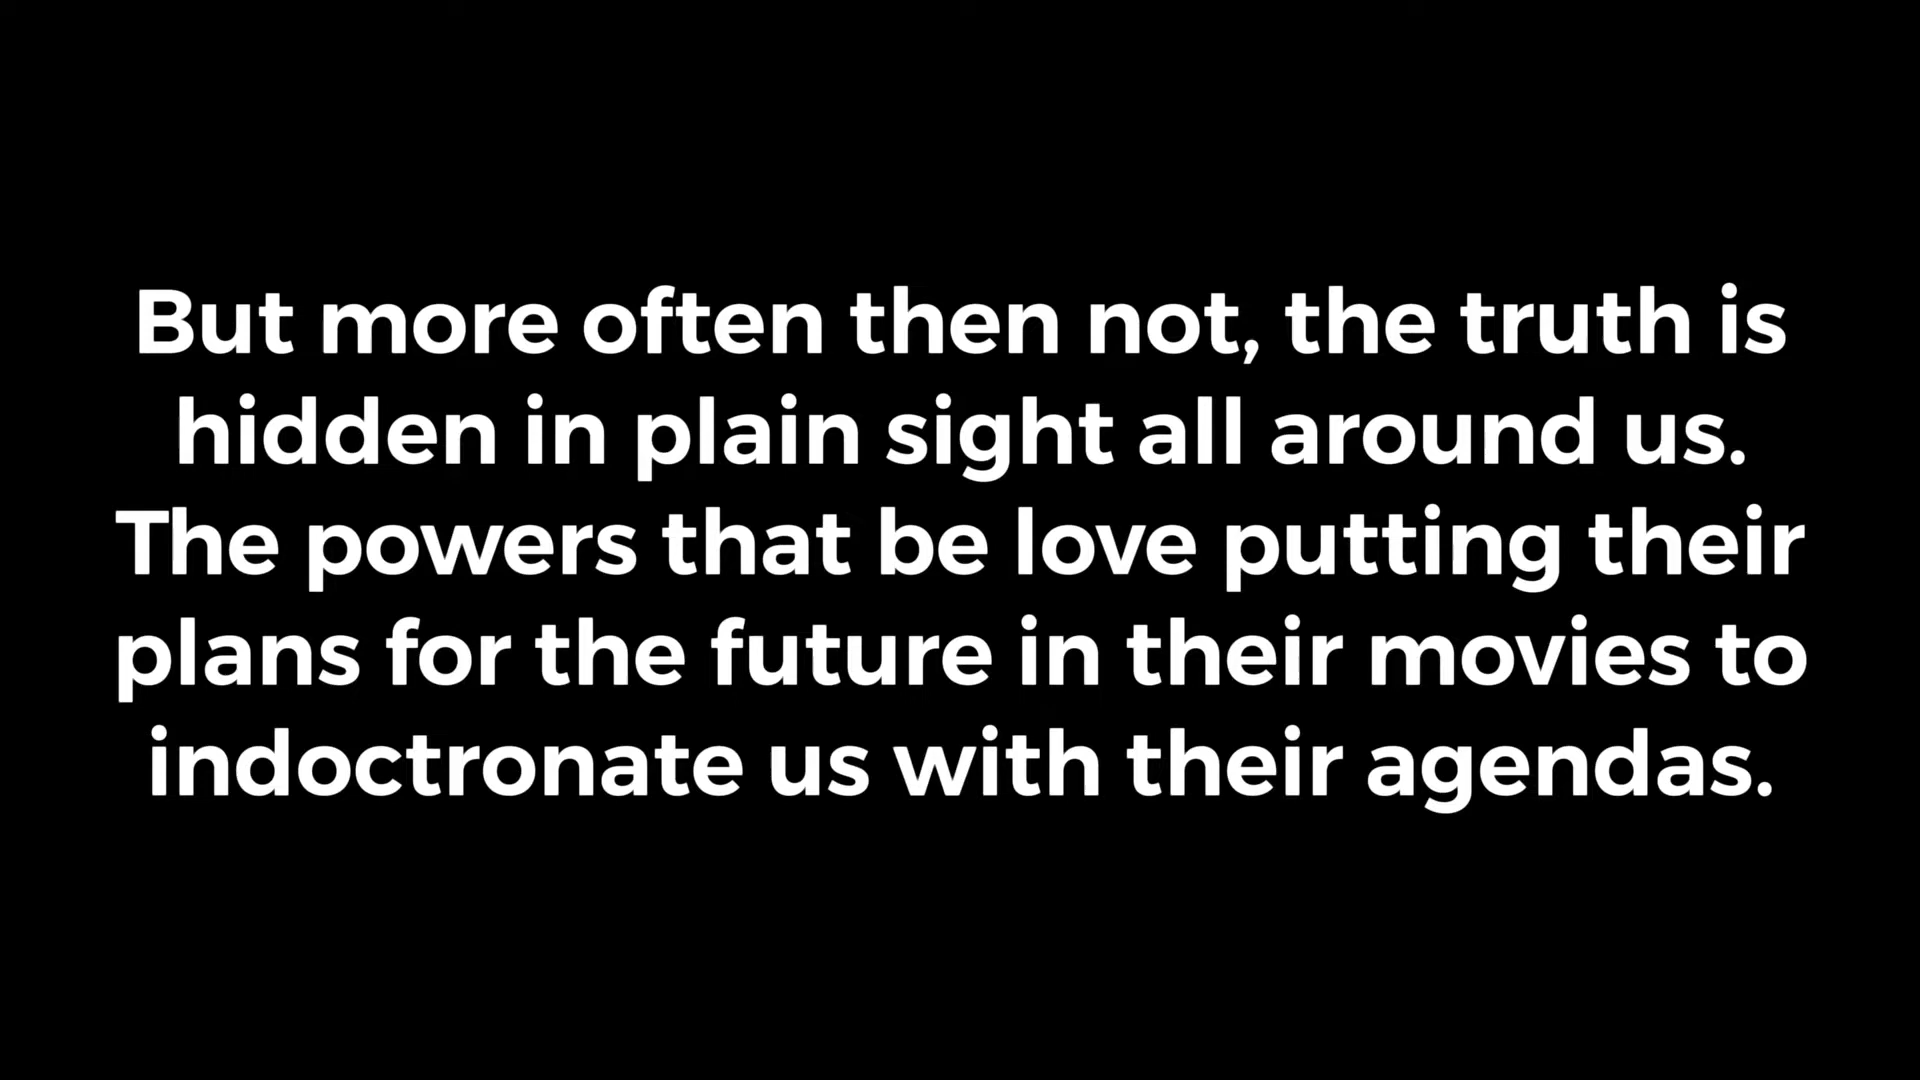 But more often then not, the truth is
hidden in plain sight all around us.
The powers that be love putting their
plans for the future in their movies to
indoctronate us with their agendas.